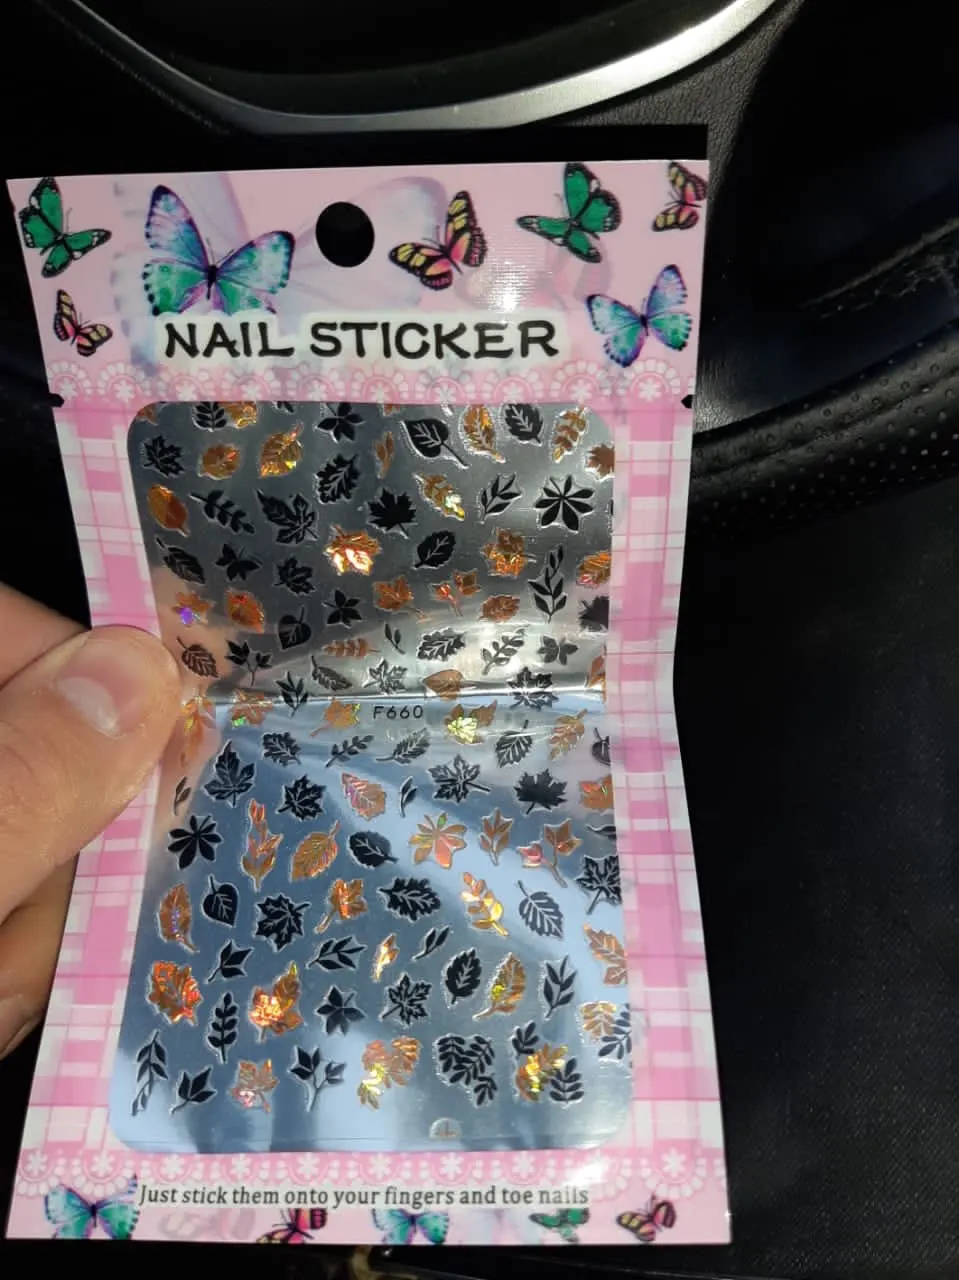 NAIL STICKER
F660
Just stick them onto your fingers and toe nails